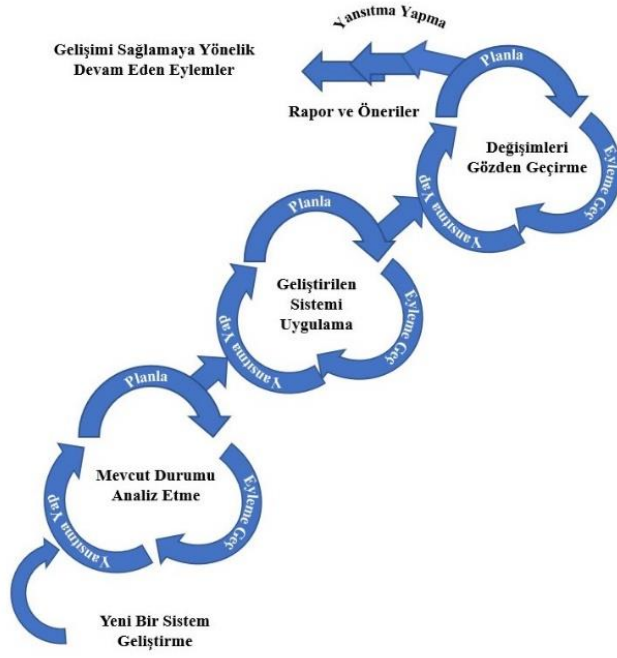 Yansıtma Yapma
Gelişimi Sağlamaya Yönelik
Devam Eden Eylemler
Rapor ve Öneriler
Planla
Eyleme Geç
Yansıtma Yap
Değişimleri
Gözden Geçirme
Planla
Eyleme Geç
Yansıtma Yap
Geliştirilen
Sistemi
Uygulama
Planla
Eyleme Geç
Yansıtma Yap
Mevcut Durumu
Analiz Etme
Yeni Bir Sistem
Geliştirme